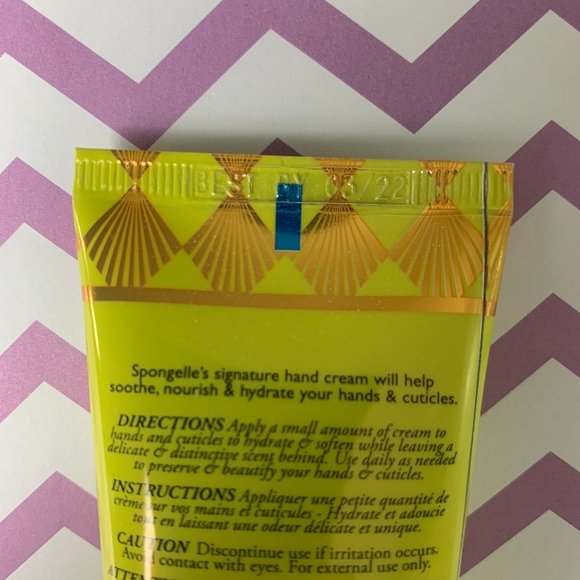 BEST BY 03/22
Spongelle's signature hand cream will help
soothe, nourish & hydrate your hands & cuticles.
DIRECTIONS Apply a small amount of cream to
hands and cuticles to hydrate & soften while leaving a
delicate & distinctive scent behind. Use daily as needed
to preserve & beautify your hands & cuticles.
INSTRUCTIONS Appliquer une petite quantité de
crème sur vos mains et cuticules - Hydrate et adoucie
tout en laissant une odeur délicate et unique.
CAUTION Discontinue use if irritation occurs.
Avoid contact with eyes. For external use only.